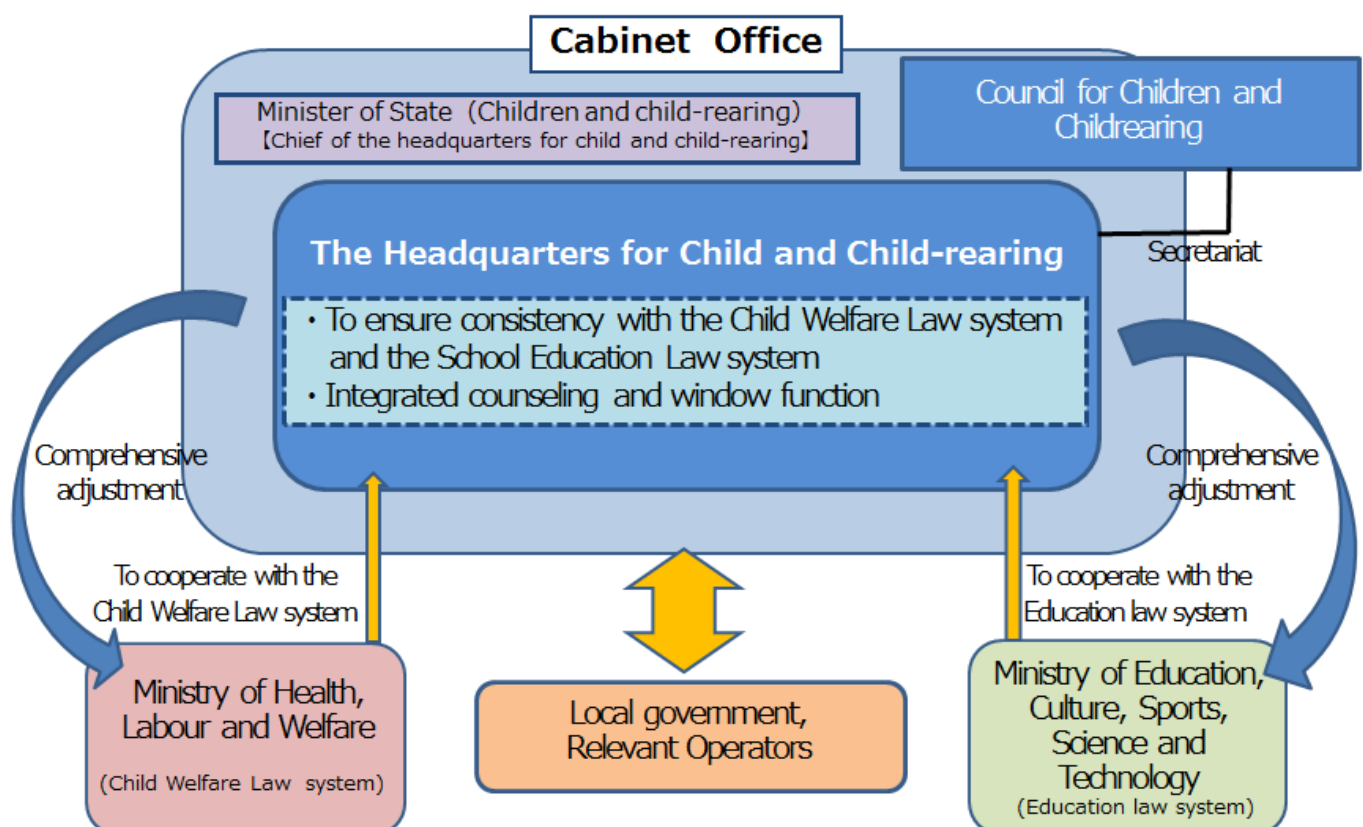 Cabinet Office
Minister of State（Children and child-rearing）
【Chief of the headquarters for child and child-rearing】
Council for Children and
Childrearing
The Headquarters for Child and Child-rearing
Secretariat
・To ensure consistency with the Child Welfare Law system
and the School Education Law system
・Integrated counseling and window function
Comprehensive
adjustment
Comprehensive
adjustment
To cooperate with the
Child Welfare Law system
To cooperate with the
Education law system
Ministry of Health,
Labour and Welfare
(Child Welfare Law system)
Local government,
Relevant Operators
Ministry of Education,
Culture, Sports,
Science and
Technology
(Education law system)